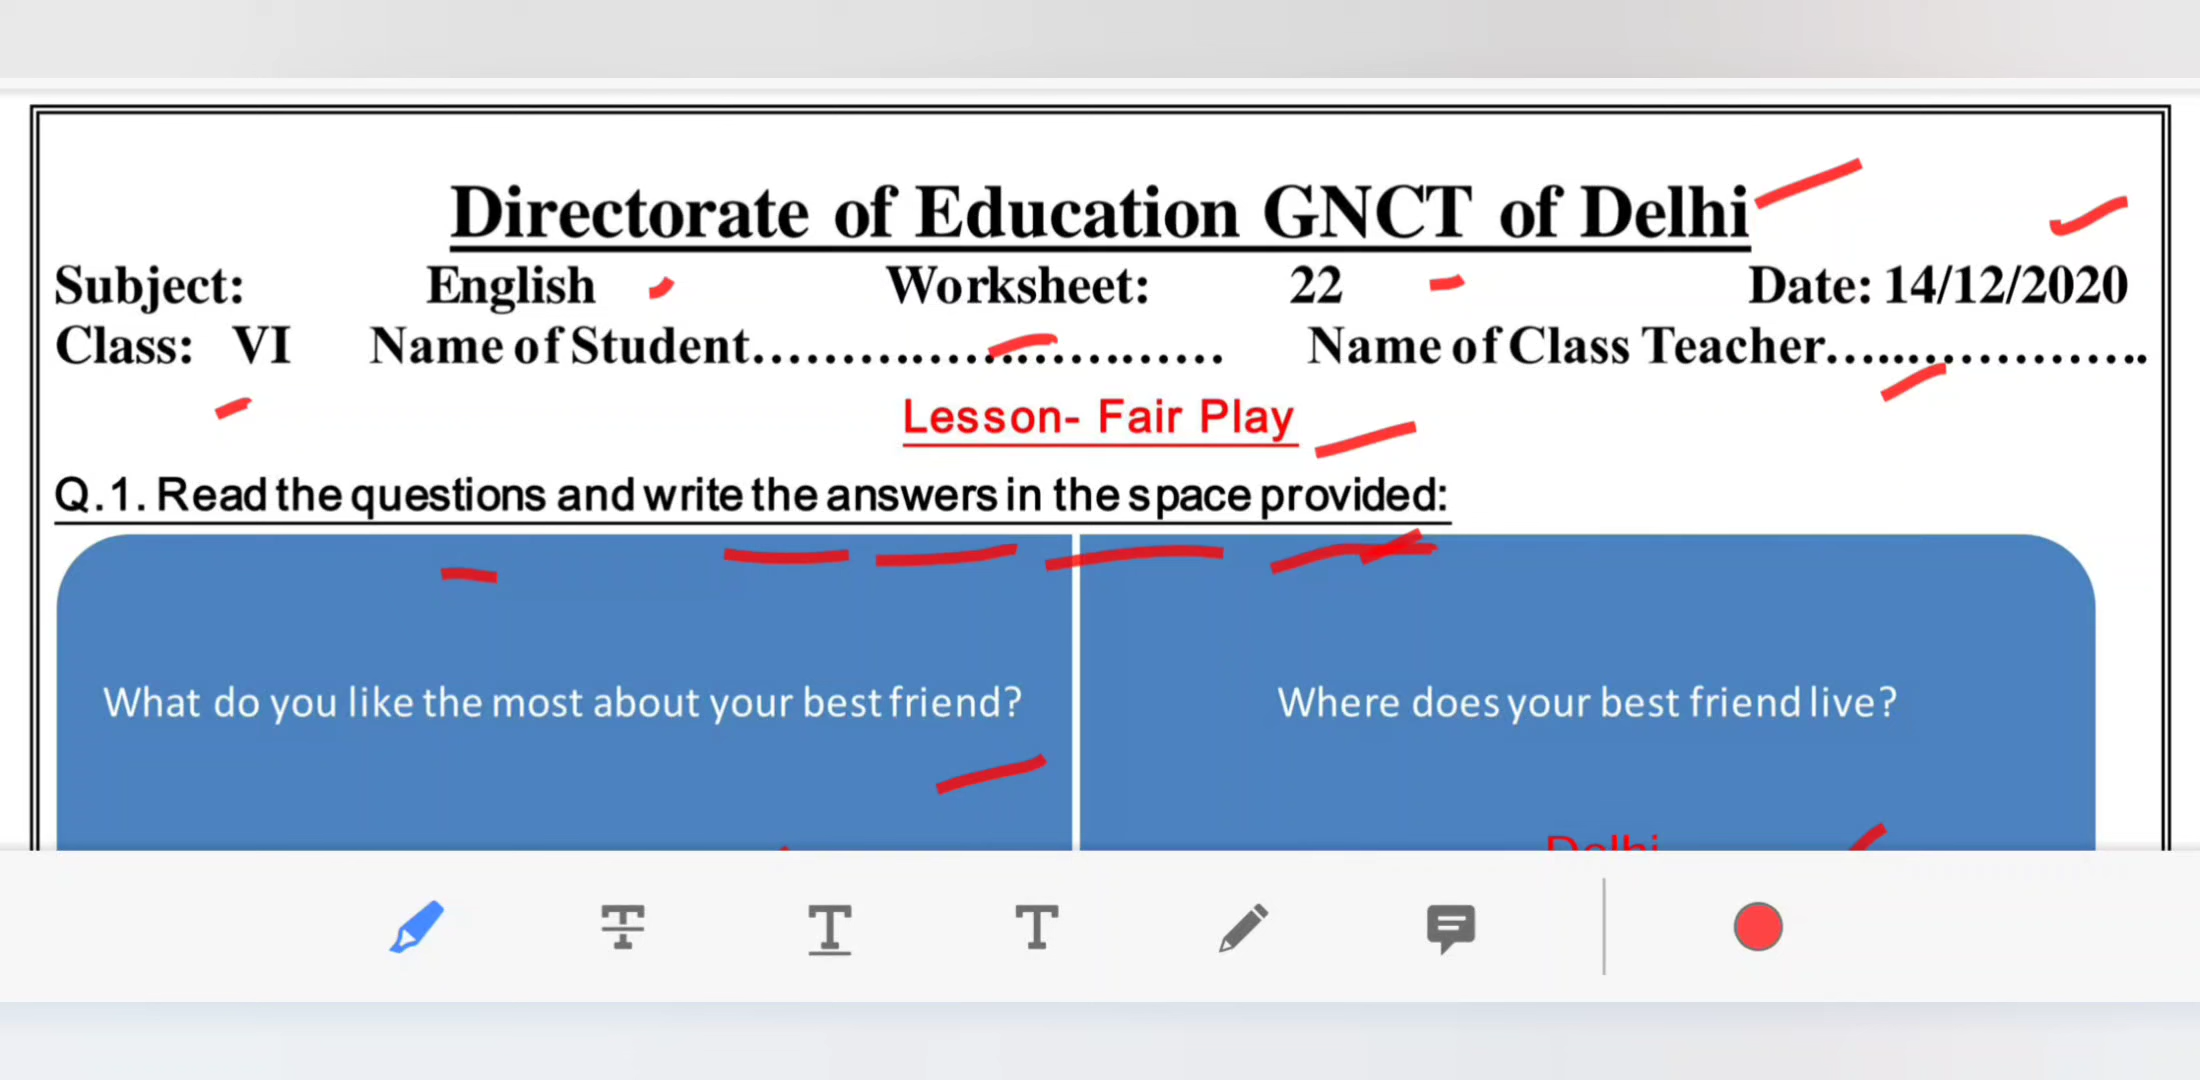 Directorate of Education GNCT of Delhi
Subject: English Worksheet: 22 Date: 14/12/2020
Class: VI Name of Student................................ Name of Class Teacher......................
Lesson- Fair Play
Q.1. Read the questions and write the answers in the space provided:
What do you like the most about your best friend? Where does your best friend live?
Delhi